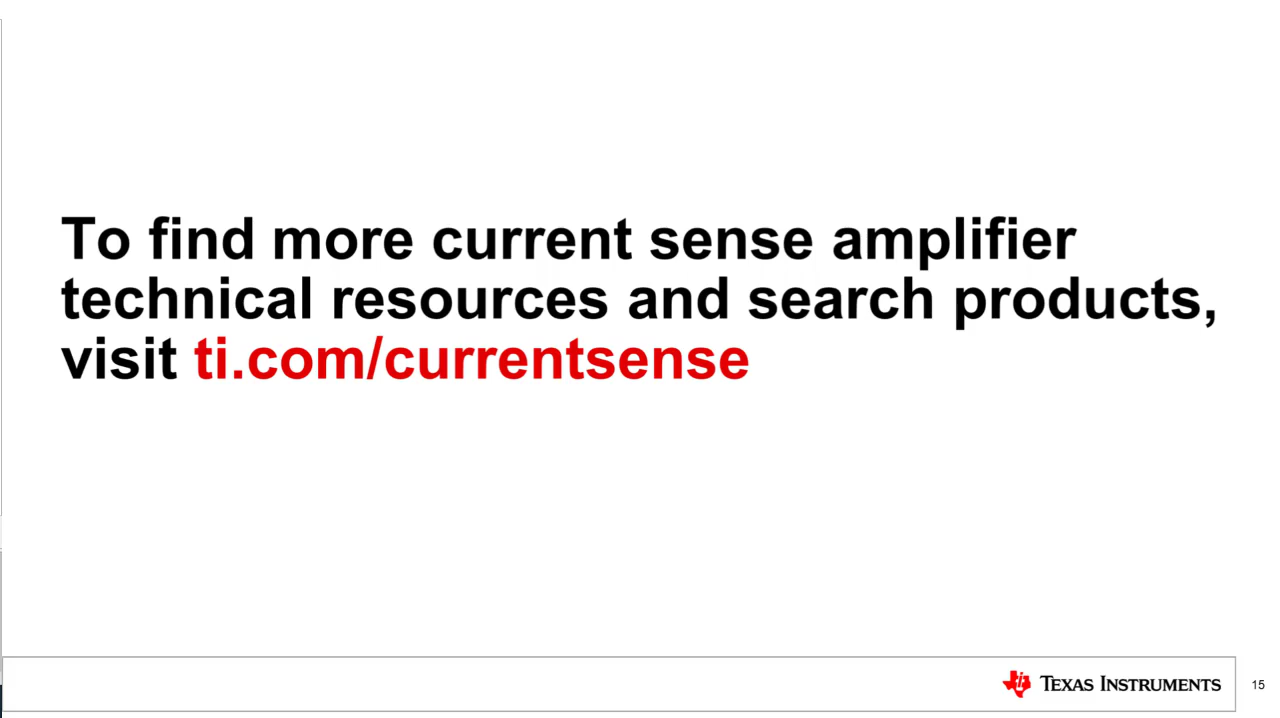 To find more current sense amplifier
technical resources and search products,
visit ti.com/currentsense
TEXAS INSTRUMENTS
15